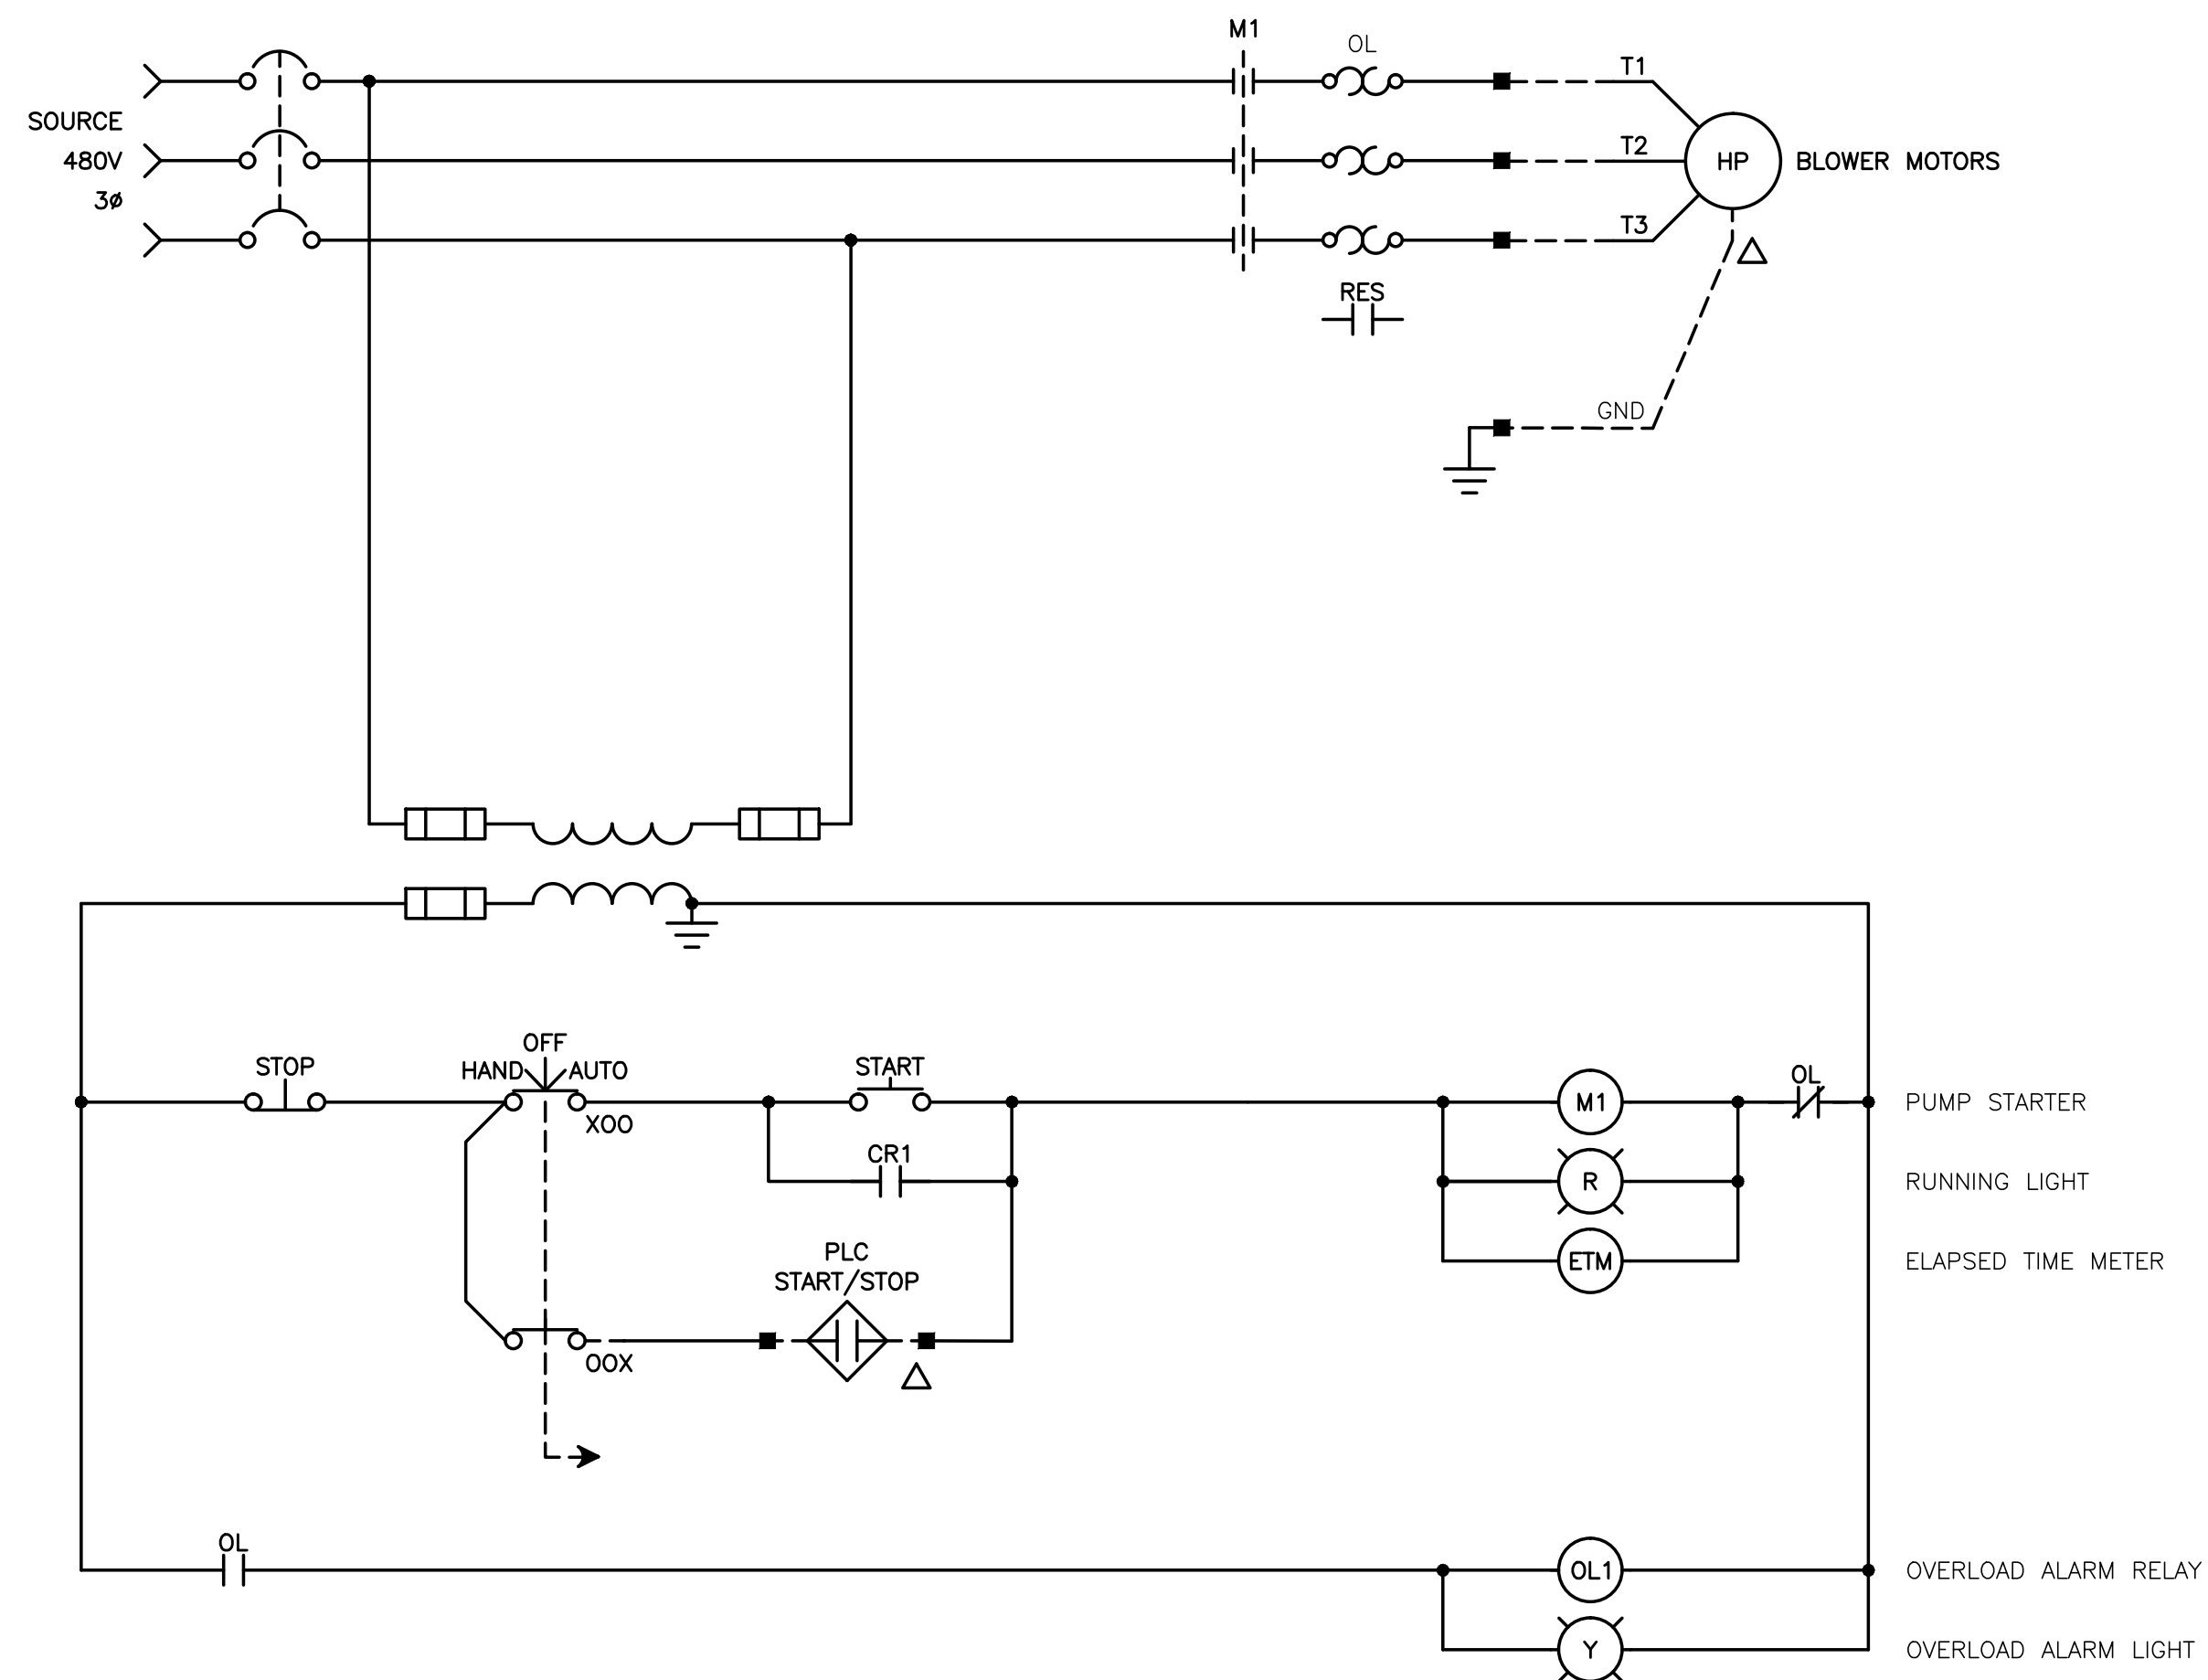 M1
OL
T1
SOURCE
480V
3ø
T2
HP
BLOWER MOTORS
T3
RES
GND
OFF
STOP
HAND
AUTO
START
OL
M1
PUMP STARTER
XOO
CR1
R
RUNNING LIGHT
PLC
START/STOP
ETM
ELAPSED TIME METER
OOX
OL
OL1
OVERLOAD ALARM RELAY
Y
OVERLOAD ALARM LIGHT